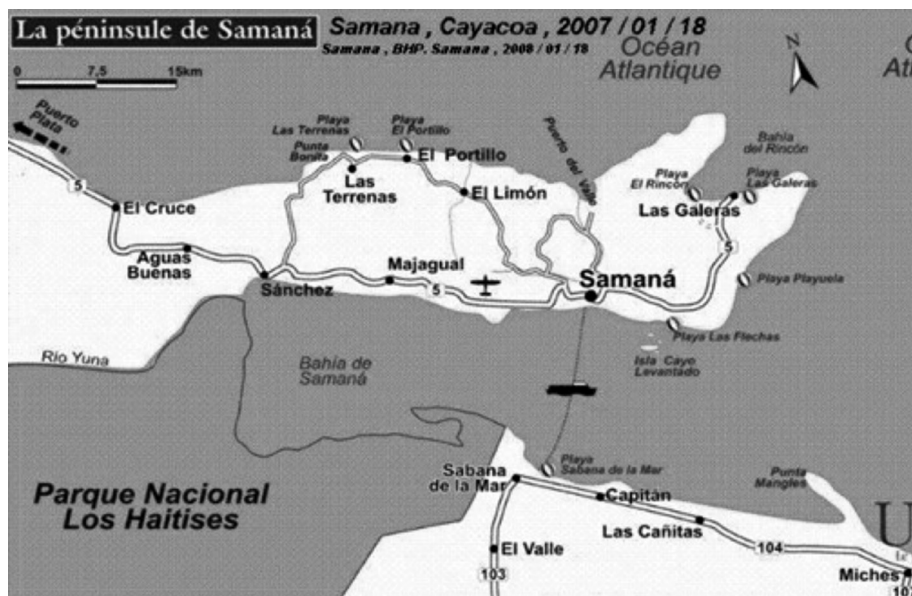 La péninsule de Samaná
Samana , Cayacoa , 2007 / 01 / 18
Samana , BHP. Samana , 2008 / 01 / 18
0 7,5 15km
Océan
Atlantique
N
Puerto
Plata
Playa
Las Terrenas
Playa
El Portillo
Punta
Bonita
El Portillo
Las
Terrenas
El Limón
Puerto del Valle
Bahia
del Rincón
Playa
El Rincón
Playa
Las Galeras
Las Galeras
5
El Cruce
Aguas
Buenas
Sánchez
Majagual
5
Samaná
5
Playa Playuela
Playa Las Flechas
Isla Cayo
Levantado
Río Yuna
Bahia de
Samaná
Parque Nacional
Los Haitises
Sabana
de la Mar
Playa
Sabana de la Mar
Capitán
Las Cañitas
Punta
Mangles
El Valle
103
104
Miches